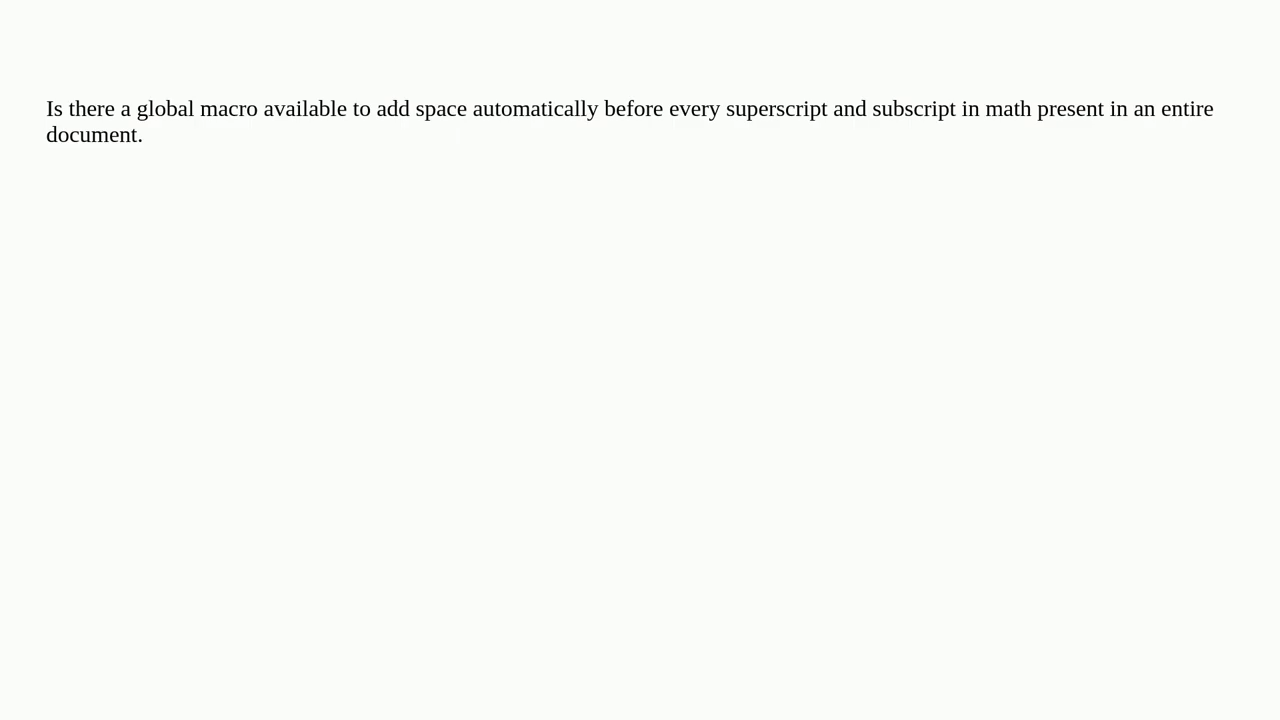 Is there a global macro available to add space automatically before every superscript and subscript in math present in an entire
document.